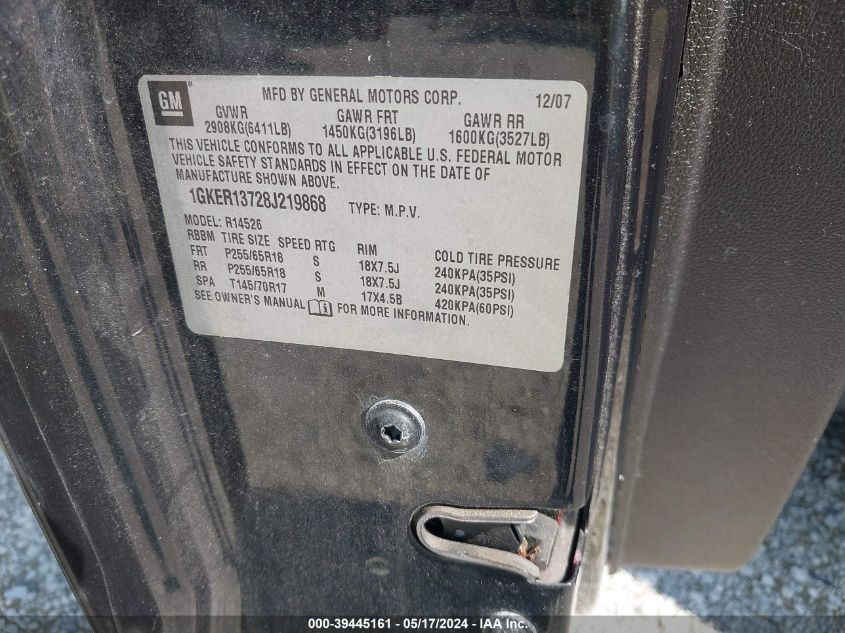 GM ® MFD BY GENERAL MOTORS CORP. 12/07
GVWR GAWR FRT GAWR RR
2908KG(6411LB) 1450KG(3196LB) 1600KG(3527LB)
THIS VEHICLE CONFORMS TO ALL APPLICABLE U.S. FEDERAL MOTOR
VEHICLE SAFETY STANDARDS IN EFFECT ON THE DATE OF
MANUFACTURE SHOWN ABOVE.
1GKER13728J219868 TYPE: M.P.V.
MODEL: R14526
RBBM TIRE SIZE SPEED RTG RIM COLD TIRE PRESSURE
FRT P255/65R18 S 18X7.5J 240KPA(35PSI)
RR P255/65R18 S 18X7.5J 240KPA(35PSI)
SPA T145/70R17 M 17X4.5B 420KPA(60PSI)
SEE OWNER'S MANUAL FOR MORE INFORMATION.
000-39445161 - 05/17/2024 - IAA Inc.